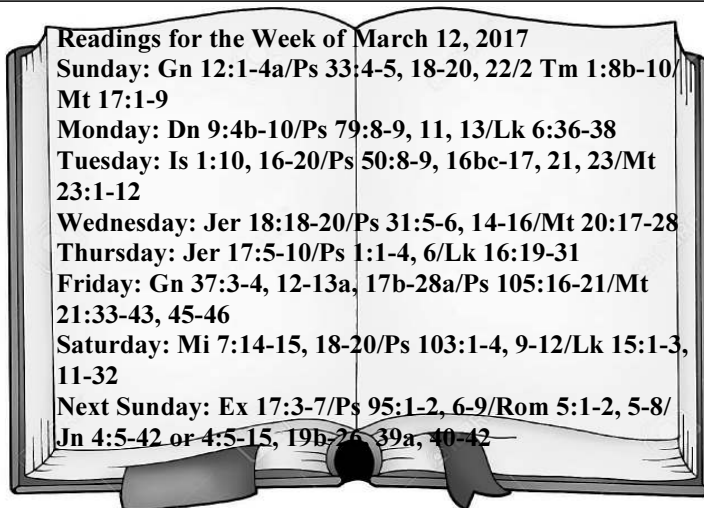 Readings for the Week of March 12, 2017
Sunday: Gn 12:1-4a/Ps 33:4-5, 18-20, 22/2 Tm 1:8b-10/
Mt 17:1-9
Monday: Dn 9:4b-10/Ps 79:8-9, 11, 13/Lk 6:36-38
Tuesday: Is 1:10, 16-20/Ps 50:8-9, 16bc-17, 21, 23/Mt
23:1-12
Wednesday: Jer 18:18-20/Ps 31:5-6, 14-16/Mt 20:17-28
Thursday: Jer 17:5-10/Ps 1:1-4, 6/Lk 16:19-31
Friday: Gn 37:3-4, 12-13a, 17b-28a/Ps 105:16-21/Mt
21:33-43, 45-46
Saturday: Mi 7:14-15, 18-20/Ps 103:1-4, 9-12/Lk 15:1-3,
11-32
Next Sunday: Ex 17:3-7/Ps 95:1-2, 6-9/Rom 5:1-2, 5-8/
Jn 4:5-42 or 4:5-15, 19b-26, 39a, 40-42